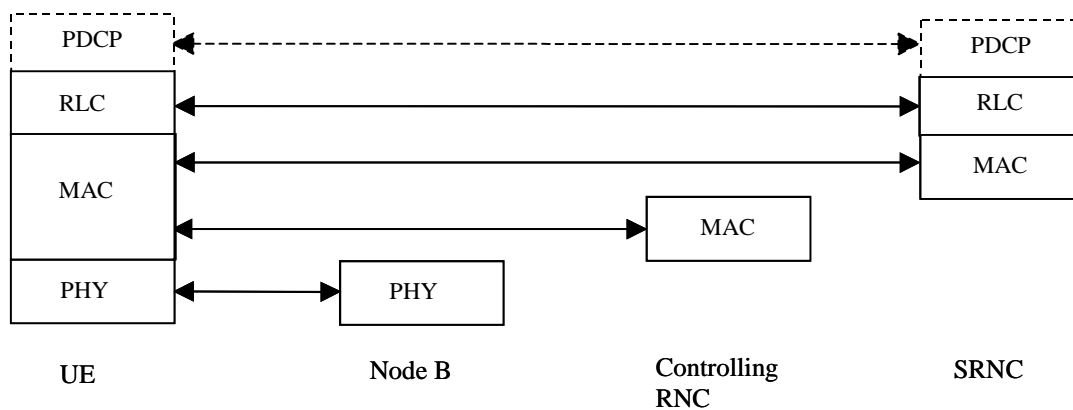 PDCP
PDCP
RLC
RLC
MAC
MAC
MAC
PHY
PHY
UE
Node B
Controlling
RNC
SRNC